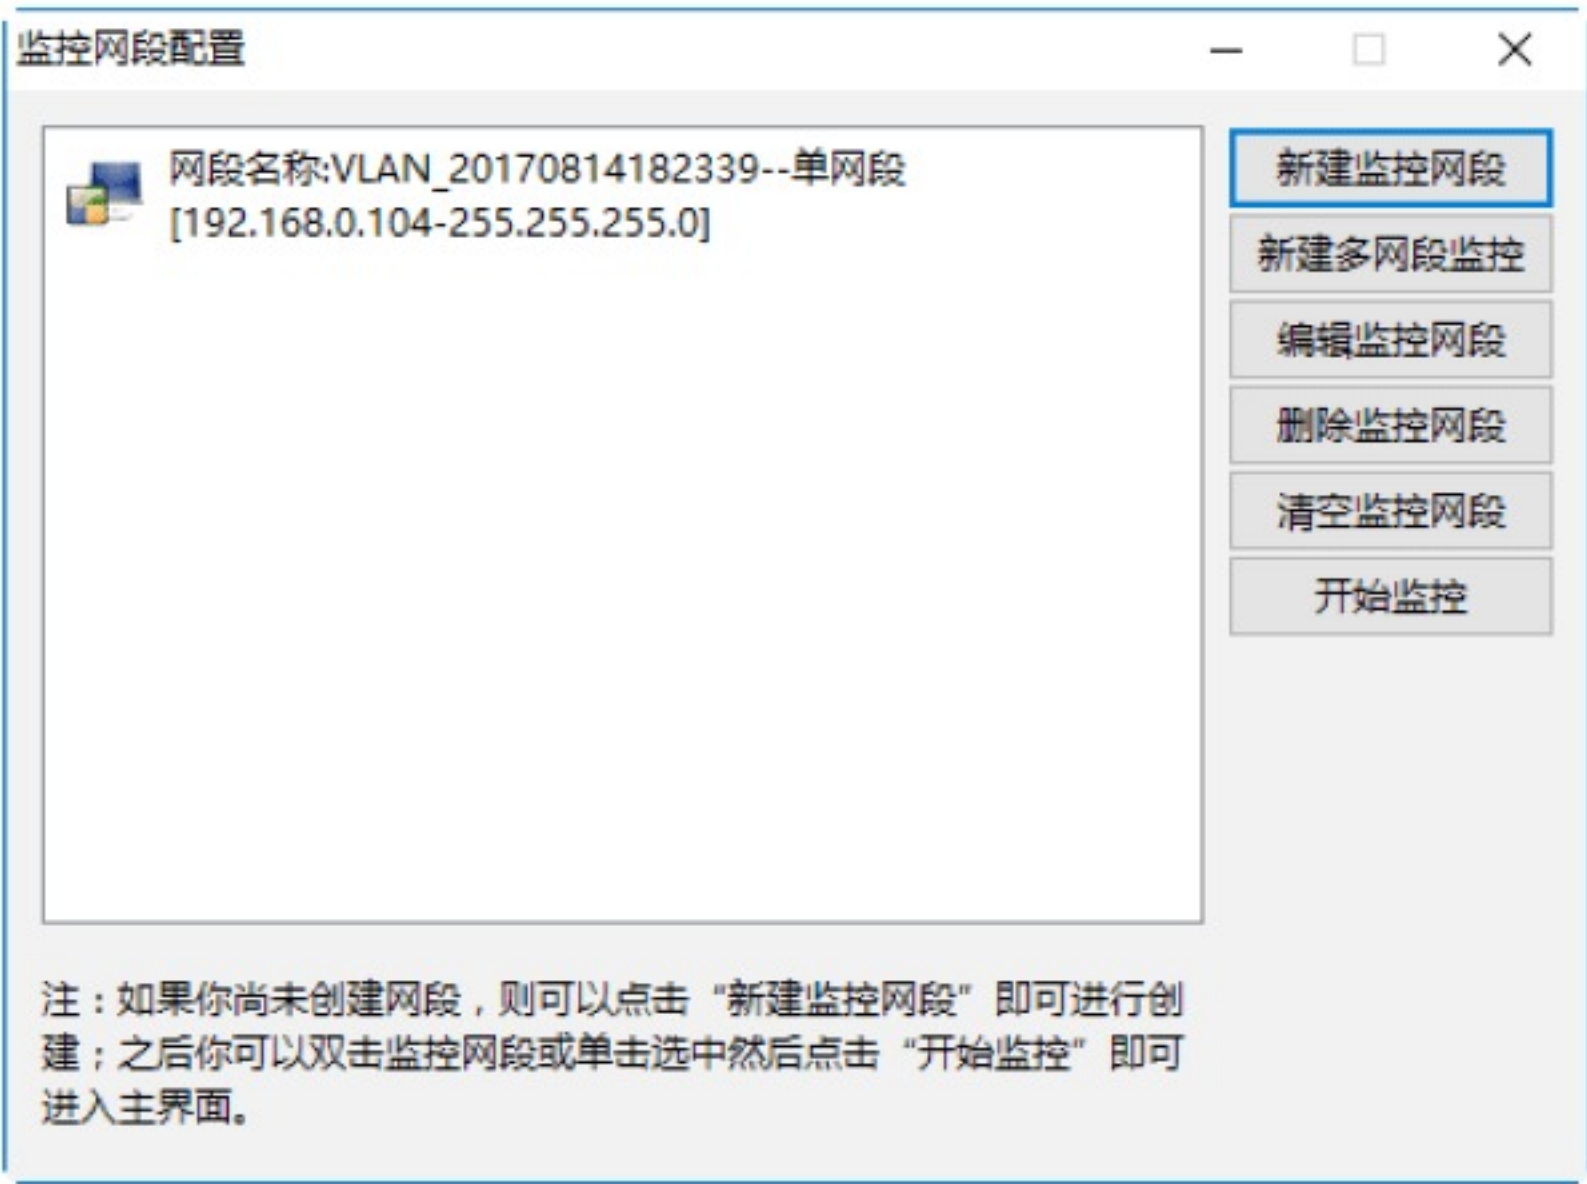 监控网段配置
网段名称:VLAN_20170814182339--单网段
[192.168.0.104-255.255.255.0]
新建监控网段
新建多网段监控
编辑监控网段
删除监控网段
清空监控网段
开始监控
注：如果你尚未创建网段，则可以点击“新建监控网段”即可进行创
建；之后你可以双击监控网段或单击选中然后点击“开始监控”即可
进入主界面。